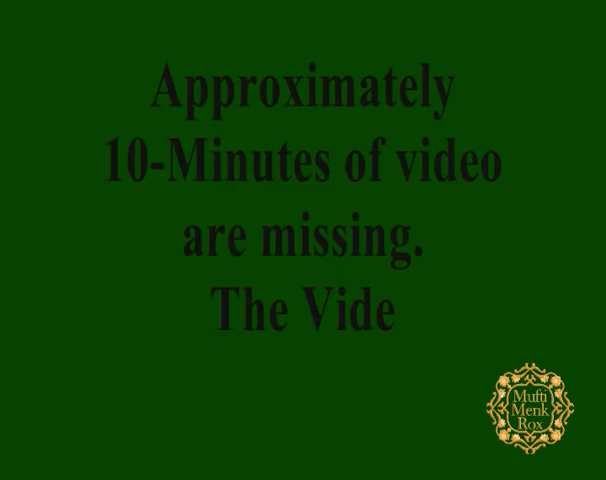 Approximately
10-Minutes of video
are missing.
The Vide
Mufti
Menk
Rox